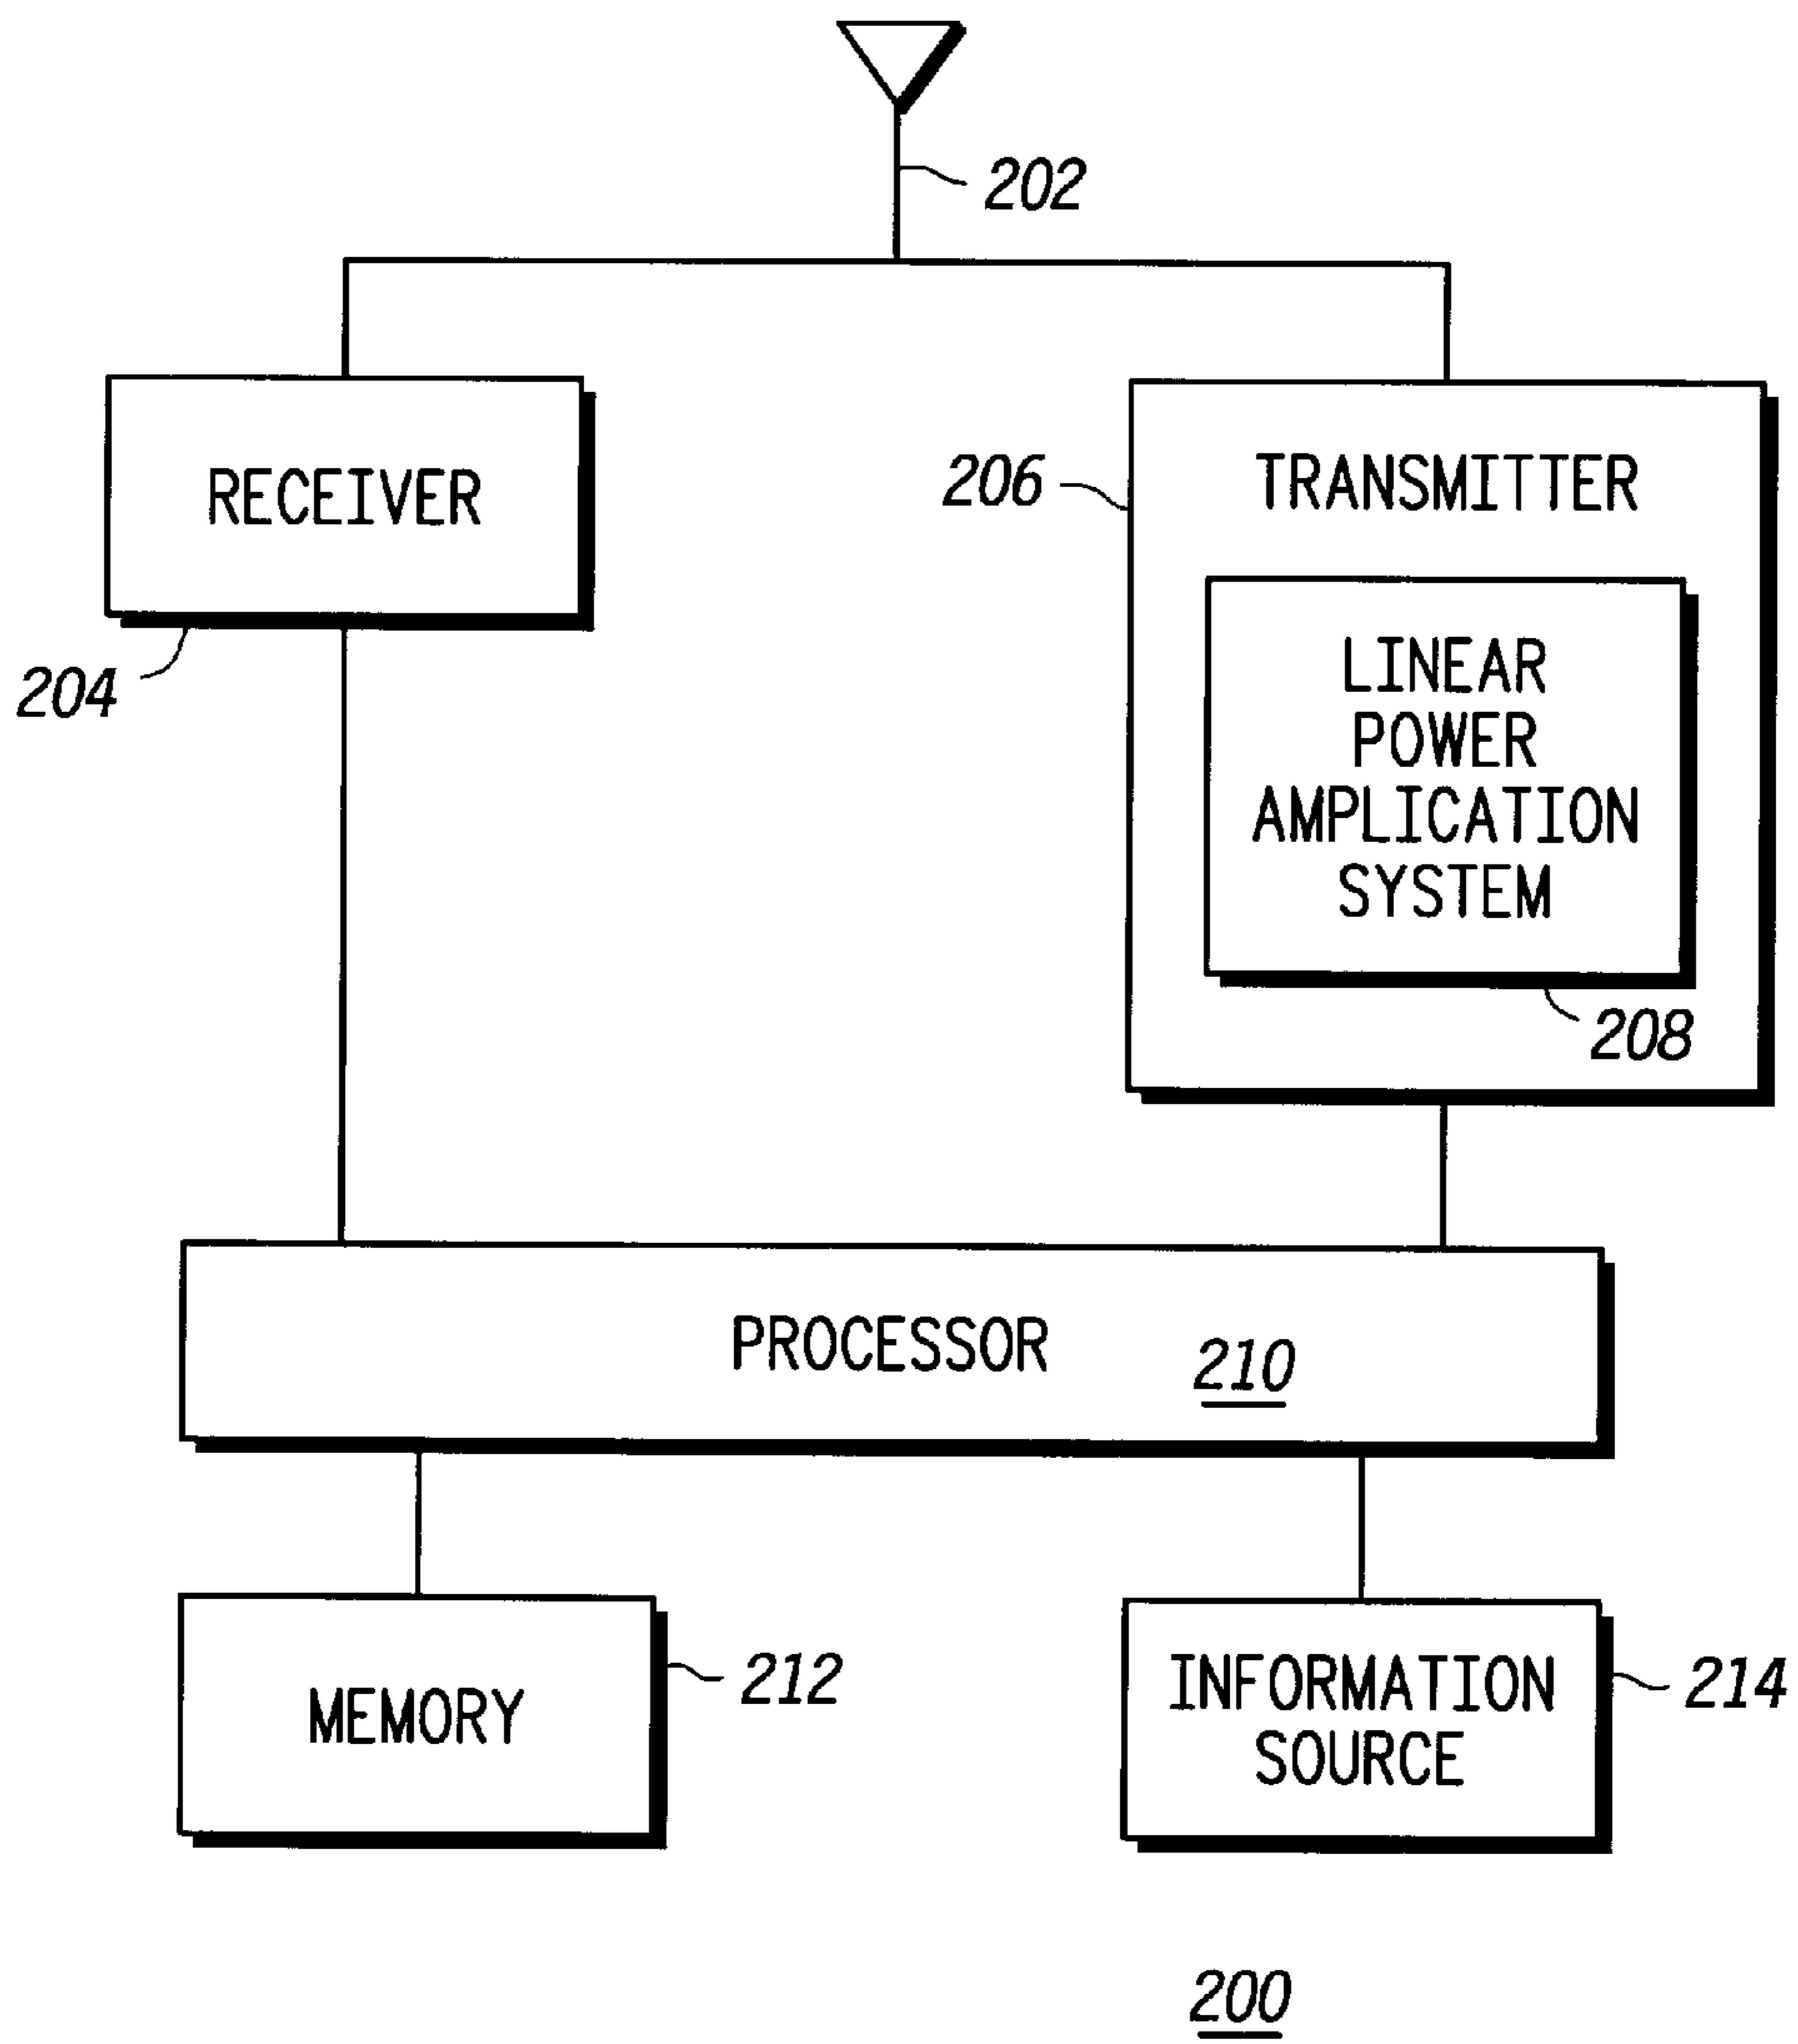 202
RECEIVER
204
206
TRANSMITTER
LINEAR
POWER
AMPLICATION
SYSTEM
208
PROCESSOR
210
MEMORY
212
INFORMATION
SOURCE
214
200